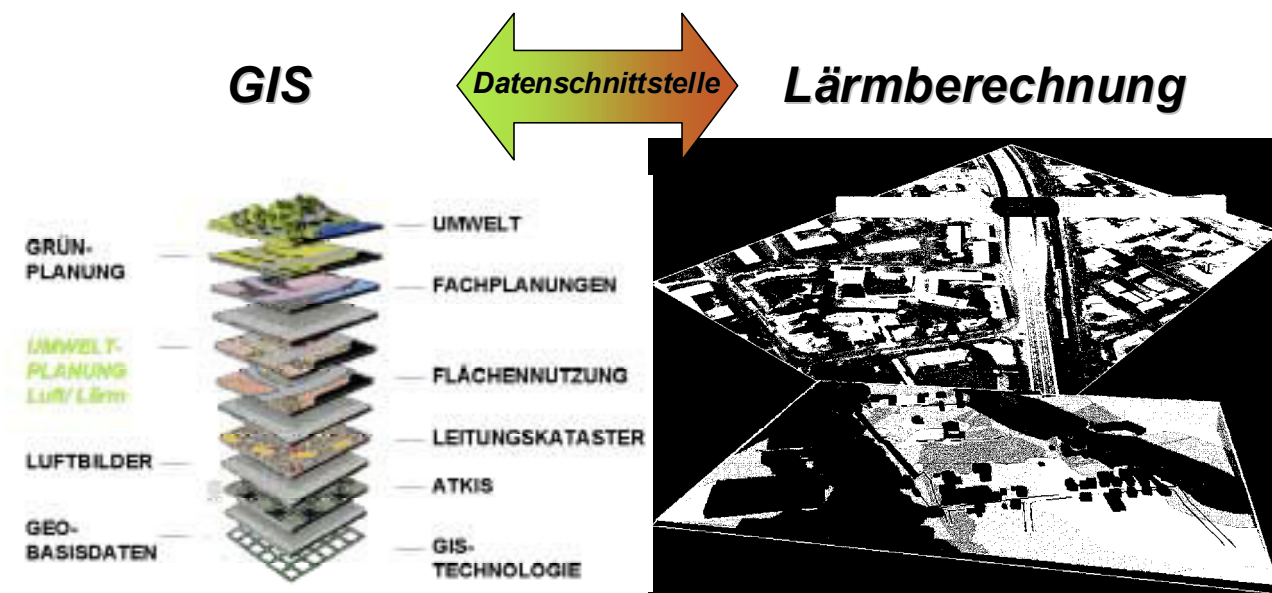 GIS
Datenschnittstelle
Lärmberechnung
GRÜN-
PLANUNG
UMWELT-
PLANUNG
Luft/ Lärm
LUFTBILDER
GEO-
BASISDATEN
UMWELT
FACHPLANUNGEN
FLÄCHENNUTZUNG
LEITUNGSKATASTER
ATKIS
GIS-
TECHNOLOGIE